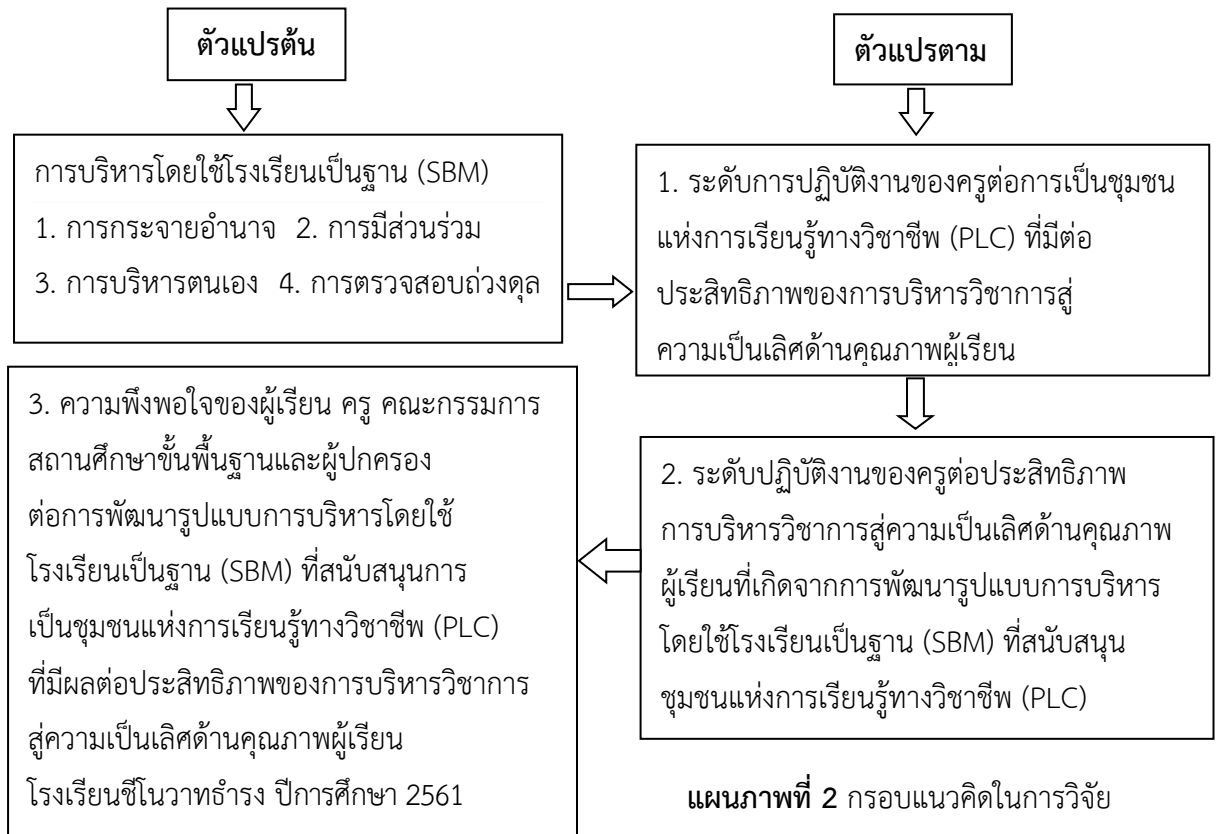 ตัวแปรต้น
ตัวแปรตาม
การบริหารโดยใช้โรงเรียนเป็นฐาน (SBM)
1. การกระจายอำนาจ 2. การมีส่วนร่วม
3. การบริหารตนเอง 4. การตรวจสอบถ่วงดุล
1. ระดับการปฏิบัติงานของครูต่อการเป็นชุมชน
แห่งการเรียนรู้ทางวิชาชีพ (PLC) ที่มีต่อ
ประสิทธิภาพของการบริหารวิชาการสู่
ความเป็นเลิศด้านคุณภาพผู้เรียน
2. ระดับปฏิบัติงานของครูต่อประสิทธิภาพ
การบริหารวิชาการสู่ความเป็นเลิศด้านคุณภาพ
ผู้เรียนที่เกิดจากการพัฒนารูปแบบการบริหาร
โดยใช้โรงเรียนเป็นฐาน (SBM) ที่สนับสนุน
ชุมชนแห่งการเรียนรู้ทางวิชาชีพ (PLC)
3. ความพึงพอใจของผู้เรียน ครู คณะกรรมการ
สถานศึกษาขั้นพื้นฐานและผู้ปกครอง
ต่อการพัฒนารูปแบบการบริหารโดยใช้
โรงเรียนเป็นฐาน (SBM) ที่สนับสนุนการ
เป็นชุมชนแห่งการเรียนรู้ทางวิชาชีพ (PLC)
ที่มีผลต่อประสิทธิภาพของการบริหารวิชาการ
สู่ความเป็นเลิศด้านคุณภาพผู้เรียน
โรงเรียนชีโนวาทธำรง ปีการศึกษา 2561
แผนภาพที่ 2 กรอบแนวคิดในการวิจัย